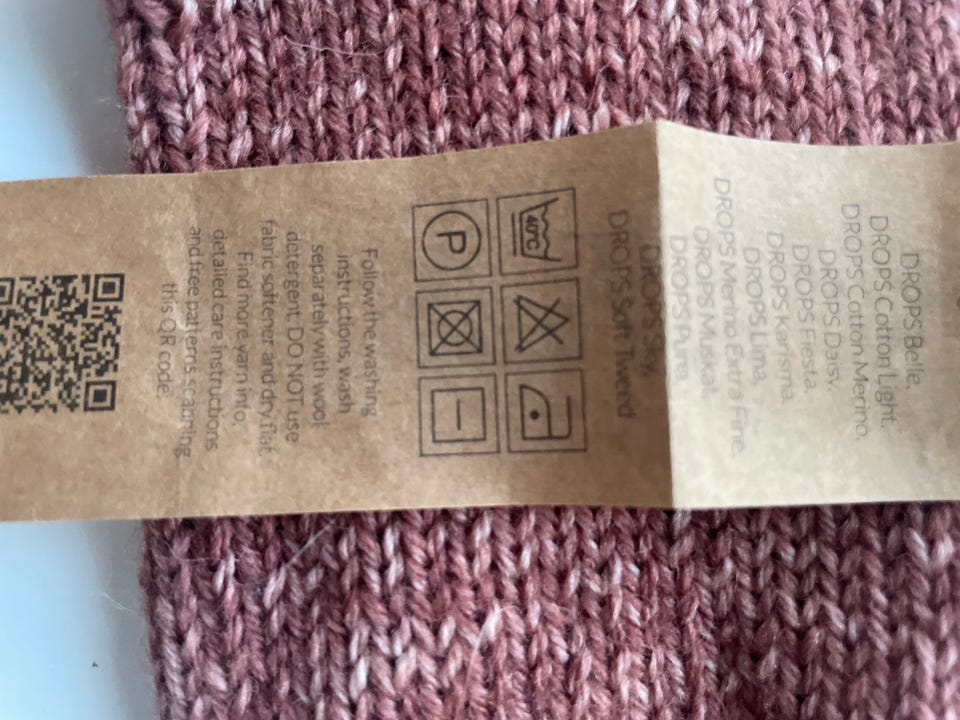 DROPS Belle,
DROPS Cotton Light,
DROPS Cotton Merino,
DROPS Daisy,
DROPS Fiesta,
DROPS Karisma,
DROPS Lima,
DROPS Merino Extra Fine,
DROPS Muskat,
DROPS Puna,
DROPS Sky,
DROPS Soft Tweed
40°C
P
Follow the washing
instructions, wash
separately with wool
detergent. DO NOT use
fabric softener and dry flat.
Find more yarn info,
detailed care instructions
and free patterns scanning
this QR code: